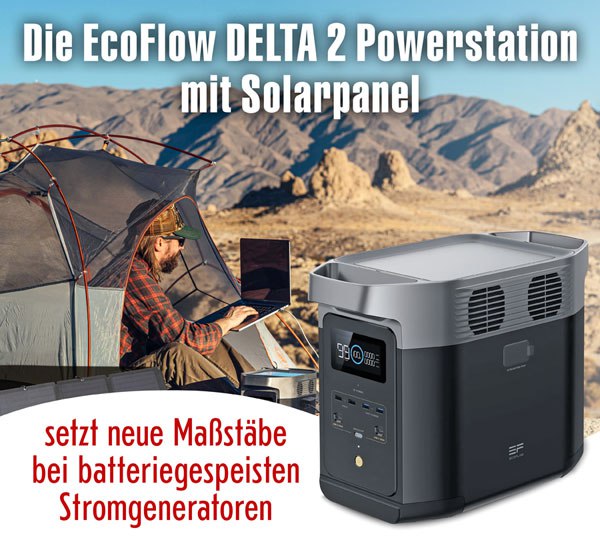 Die EcoFlow DELTA 2 Powerstation
mit Solarpanel
setzt neue Maßstäbe
bei batteriegespeisten
Stromgeneratoren